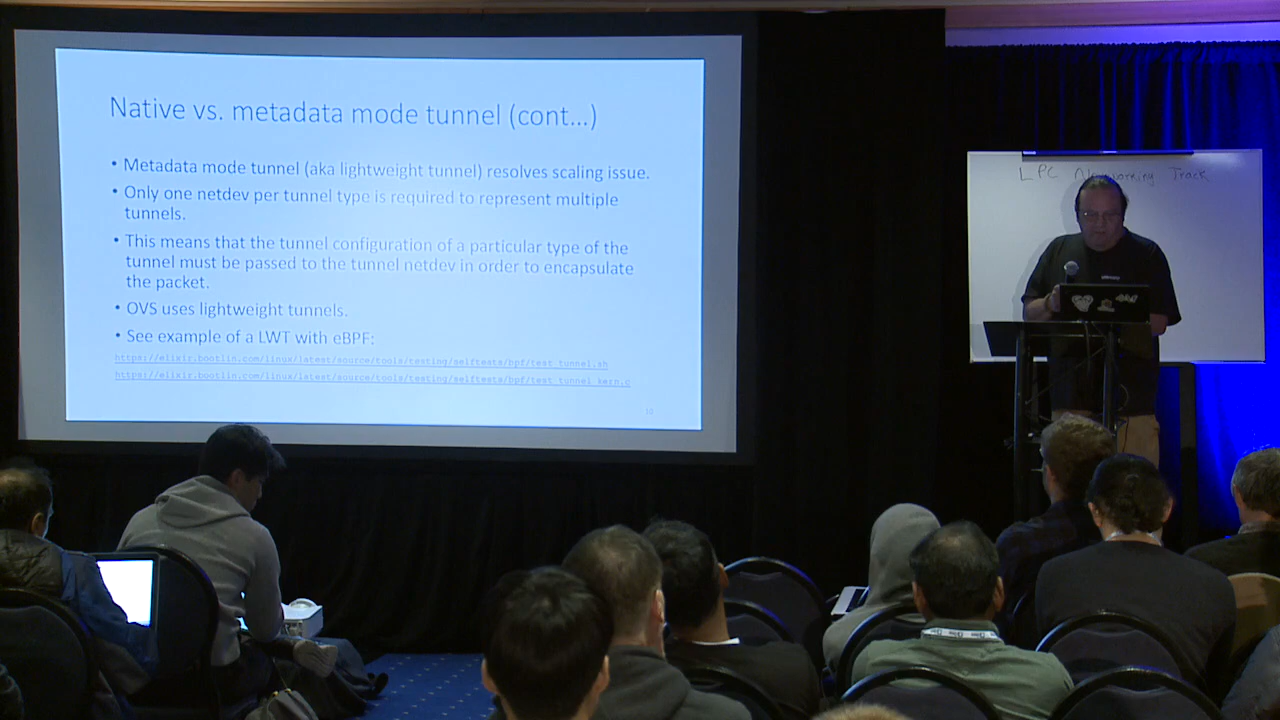 Native vs. metadata mode tunnel (cont...)
• Metadata mode tunnel (aka lightweight tunnel) resolves scaling issue.
• Only one netdev per tunnel type is required to represent multiple
tunnels.
• This means that the tunnel configuration of a particular type of the
tunnel must be passed to the tunnel netdev in order to encapsulate
the packet.
• OVS uses lightweight tunnels.
• See example of a LWT with eBPF:
https://elixir.bootlin.com/linux/latest/source/tools/testing/selftests/bpf/test_tunnel.sh
https://elixir.bootlin.com/linux/latest/source/tools/testing/selftests/bpf/test_tunnel_kern.c
10
LPC Networking Track